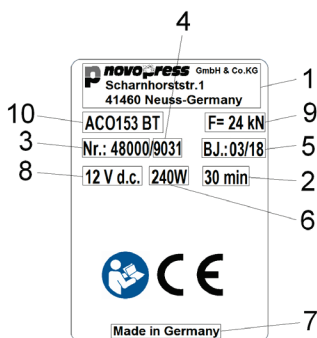 4
novopress GmbH & Co.KG
Scharnhorststr.1
41460 Neuss-Germany
1
10 ACO153 BT F= 24 kN 9
3 Nr.: 48000/9031 BJ.:03/18 5
8 12 V d.c. 240W 30 min 2
6
CE
Made in Germany 7